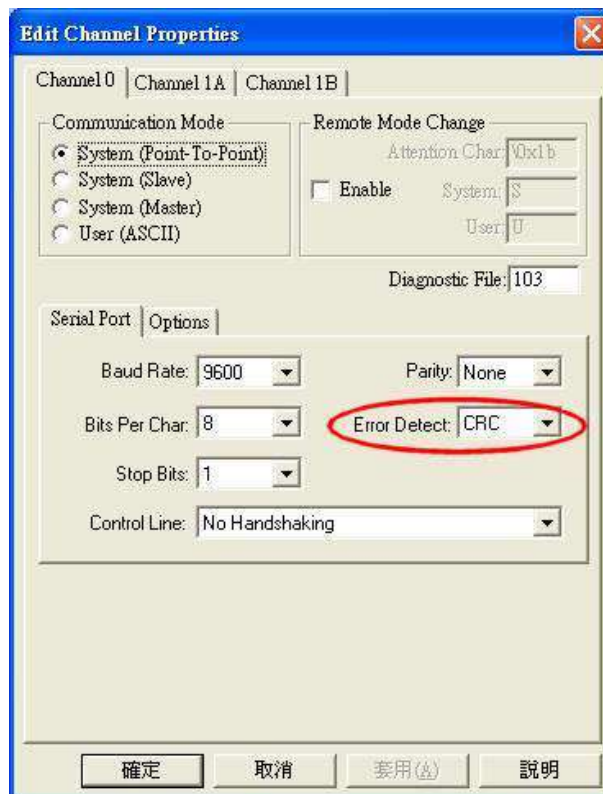 Edit Channel Properties
Channel 0 Channel 1A Channel 1B
Communication Mode
System (Point-To-Point)
System (Slave)
System (Master)
User (ASCII)
Remote Mode Change
Attention Char: \0x1b
Enable
System: S
User: U
Diagnostic File: 103
Serial Port Options
Baud Rate: 9600
Parity: None
Bits Per Char: 8
Error Detect: CRC
Stop Bits: 1
Control Line: No Handshaking
確定 取消 套用(A) 說明